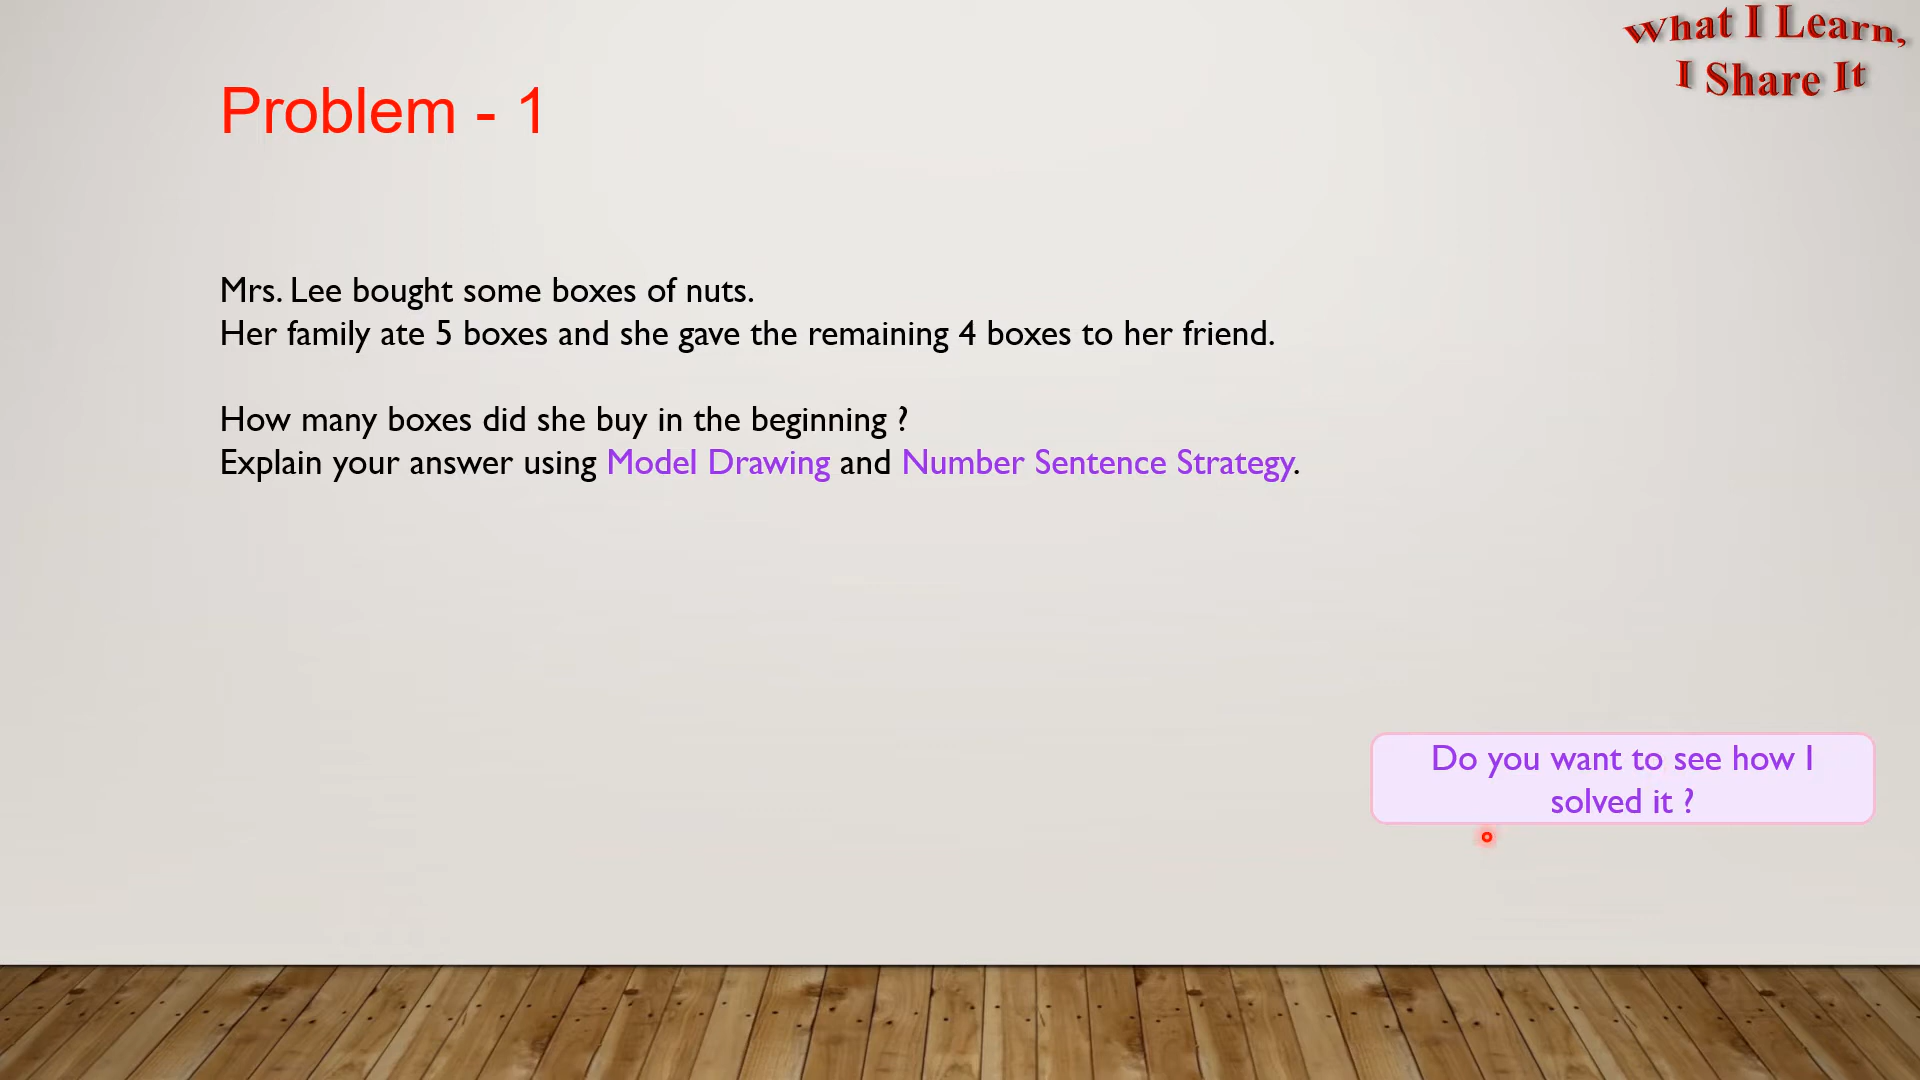 What I Learn,
I Share It
Problem - 1
Mrs. Lee bought some boxes of nuts.
Her family ate 5 boxes and she gave the remaining 4 boxes to her friend.
How many boxes did she buy in the beginning ?
Explain your answer using Model Drawing and Number Sentence Strategy.
Do you want to see how I
solved it ?